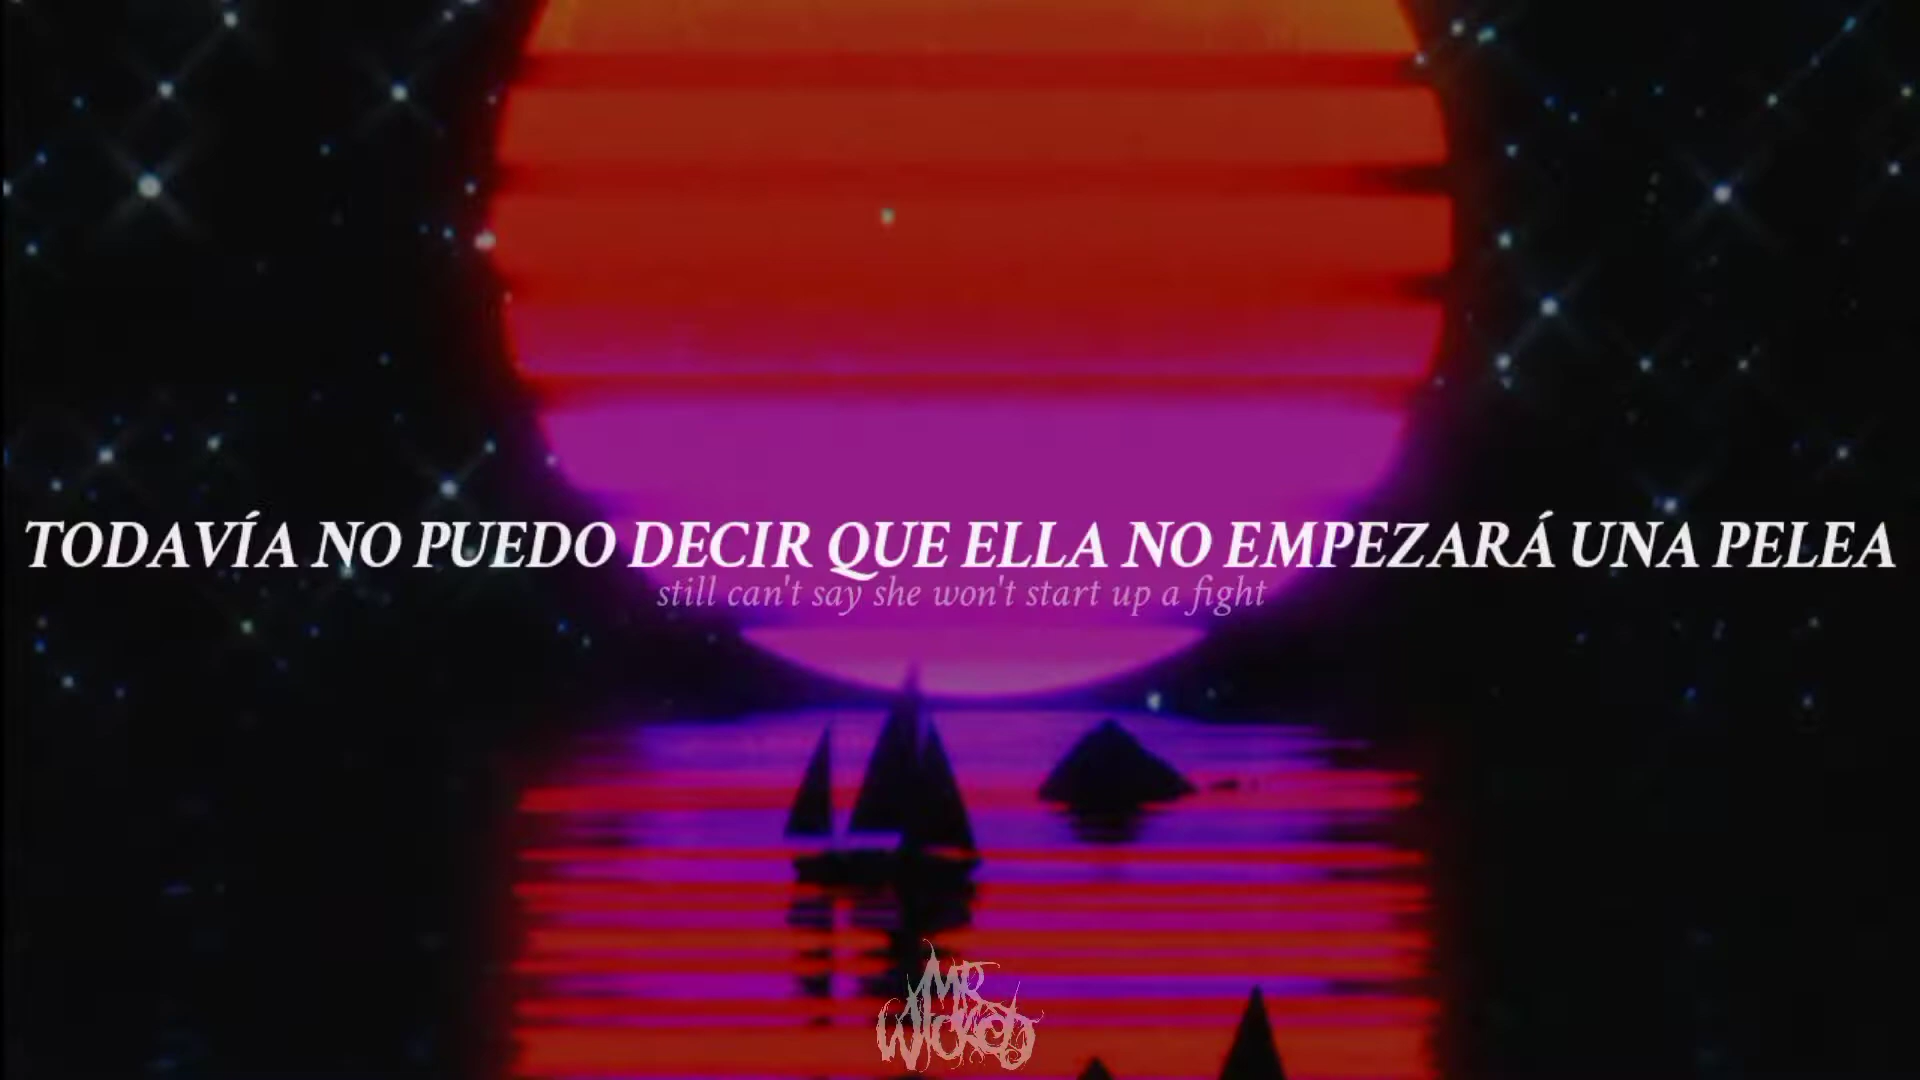 TODAVÍA NO PUEDO DECIR QUE ELLA NO EMPEZARÁ UNA PELEA
still can't say she won't start up a fight
MR
WICKED